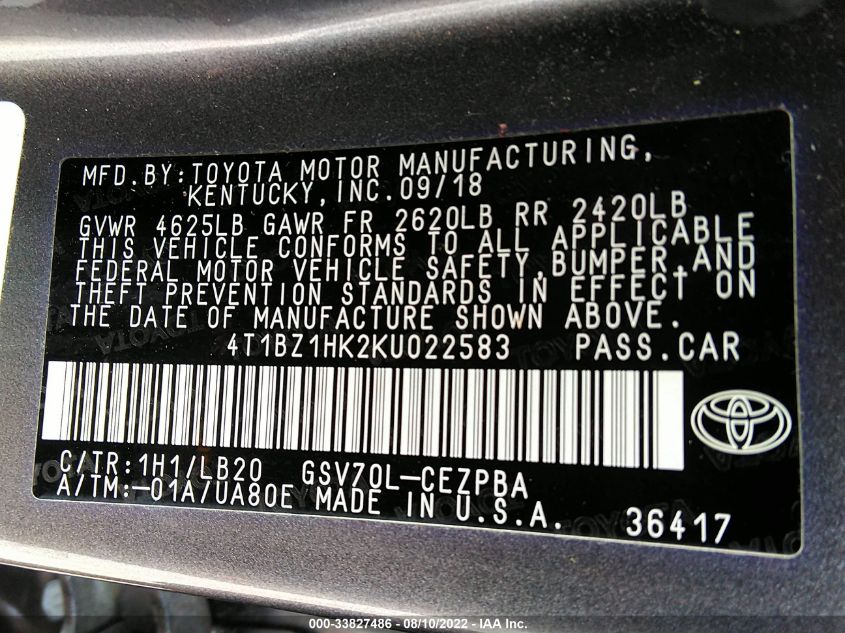 MFD.BY:TOYOTA MOTOR MANUFACTURING,
KENTUCKY,INC.09/18
GVWR 4625LB GAWR FR 2620LB RR 2420LB
THIS VEHICLE CONFORMS TO ALL APPLICABLE
FEDERAL MOTOR VEHICLE SAFETY,BUMPER,AND
THEFT PREVENTION STANDARDS IN EFFECT ON
THE DATE OF MANUFACTURE SHOWN ABOVE.
4T1BZ1HK2KU022583 PASS.CAR
C/TR:1H1/LB20 GSV70L-CEZPBA
A/TM:-01A/UA80E MADE IN U.S.A. 36417
000-33827486 - 08/10/2022 - IAA Inc.